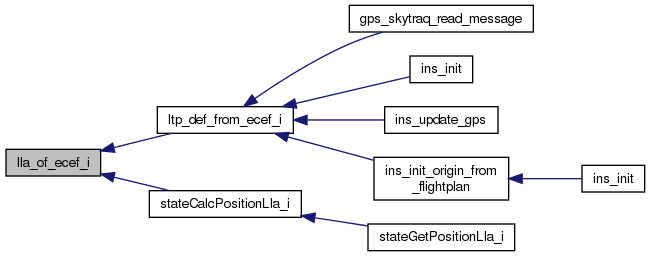 gps_skytraq_read_message
ins_init
ltp_def_from_ecef_i
ins_update_gps
lla_of_ecef_i
ins_init_origin_from
_flightplan
ins_init
stateCalcPositionLla_i
stateGetPositionLla_i